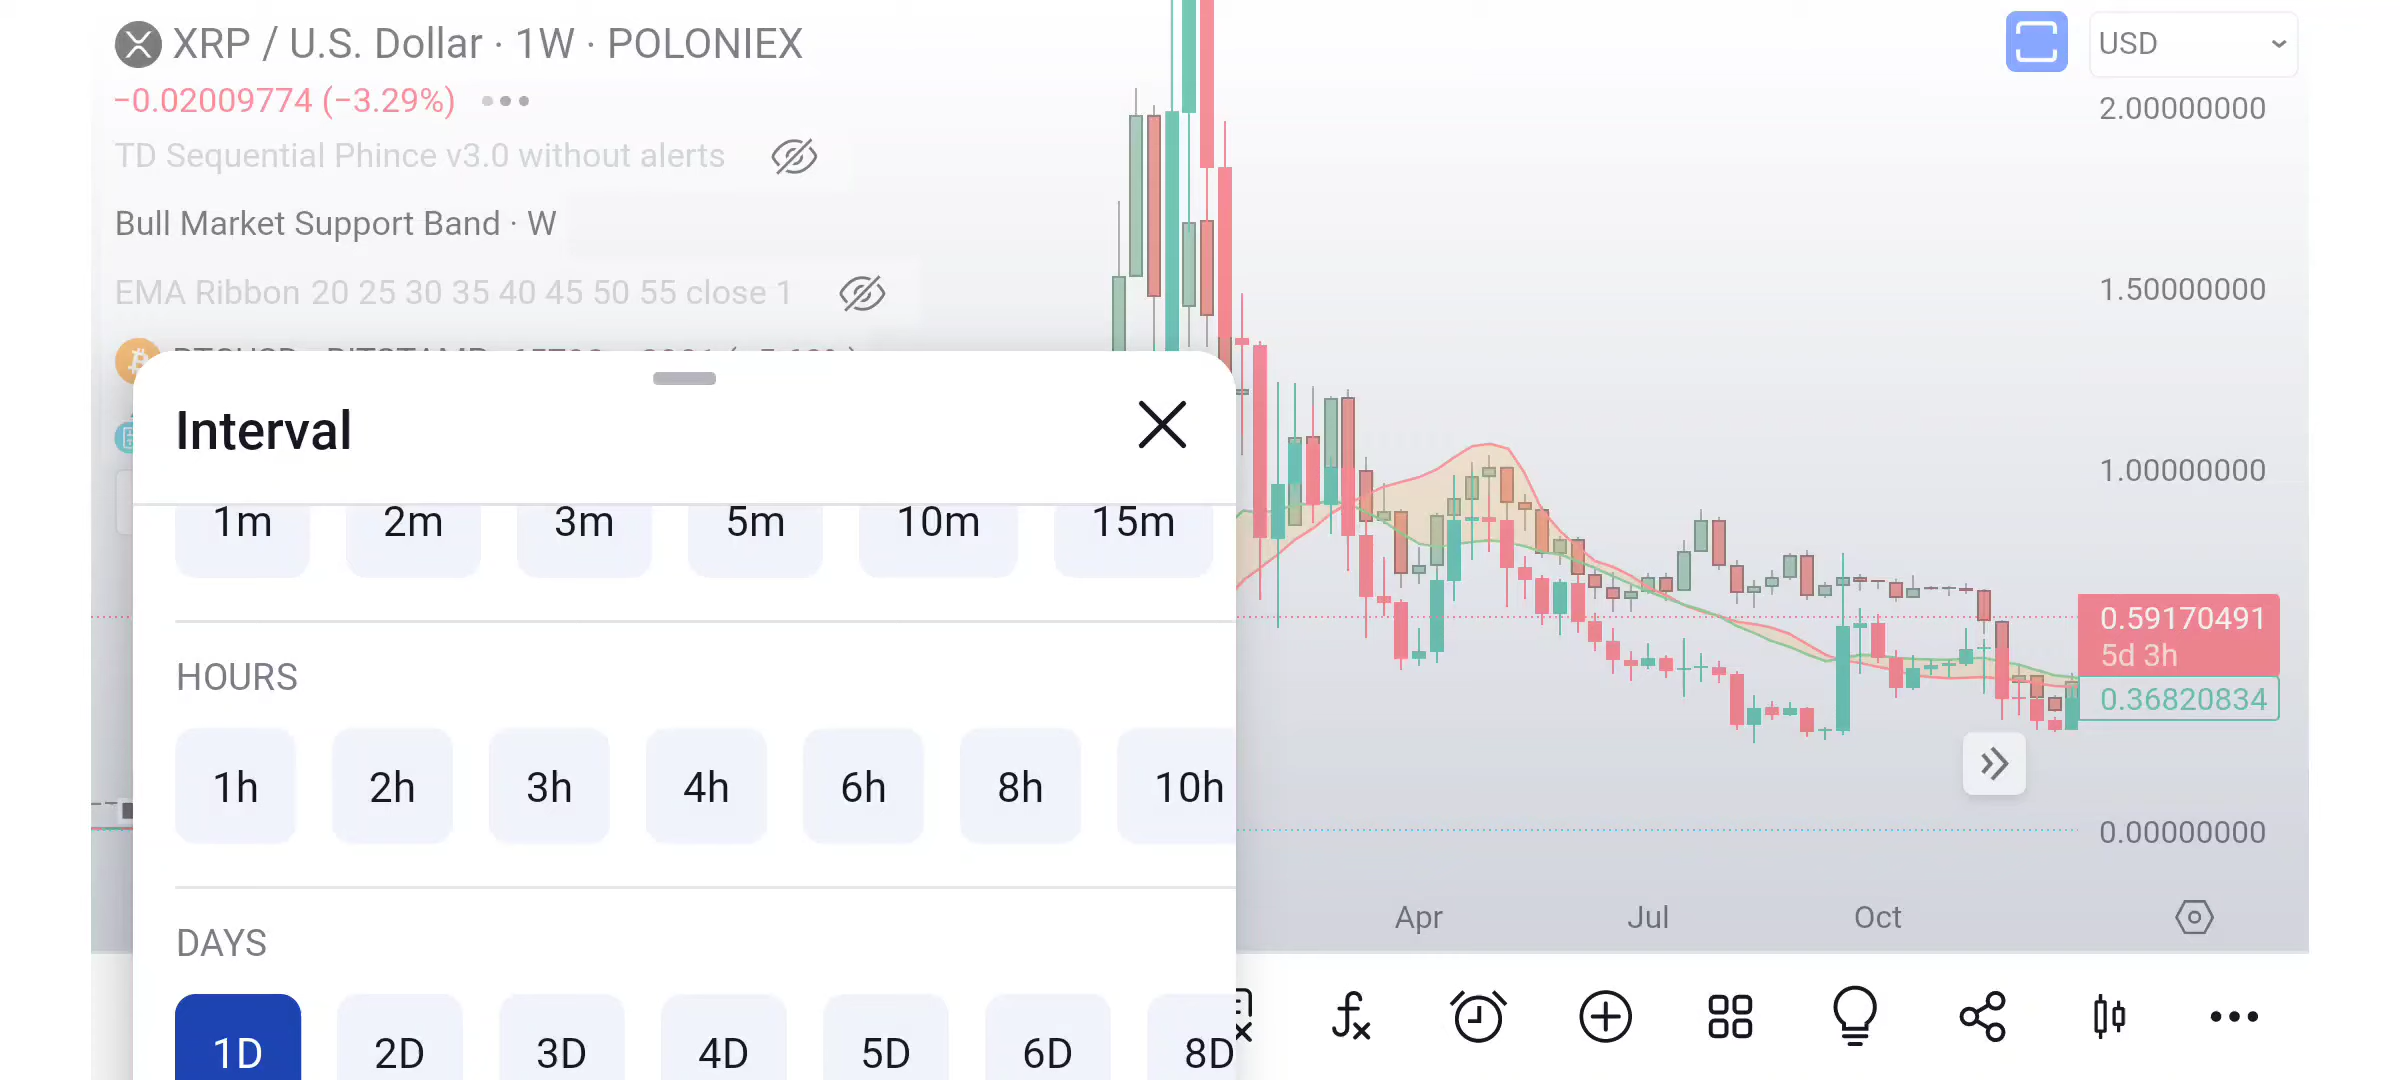 XRP / U.S. Dollar · 1W · POLONIEX
−0.02009774 (−3.29%)
TD Sequential Phince v3.0 without alerts
Bull Market Support Band · W
EMA Ribbon 20 25 30 35 40 45 50 55 close 1
USD
2.00000000
1.50000000
1.00000000
0.59170491
5d 3h
0.36820834
0.00000000
Apr Jul Oct
Interval
1m 2m 3m 5m 10m 15m
HOURS
1h 2h 3h 4h 6h 8h 10h
DAYS
1D 2D 3D 4D 5D 6D 8D